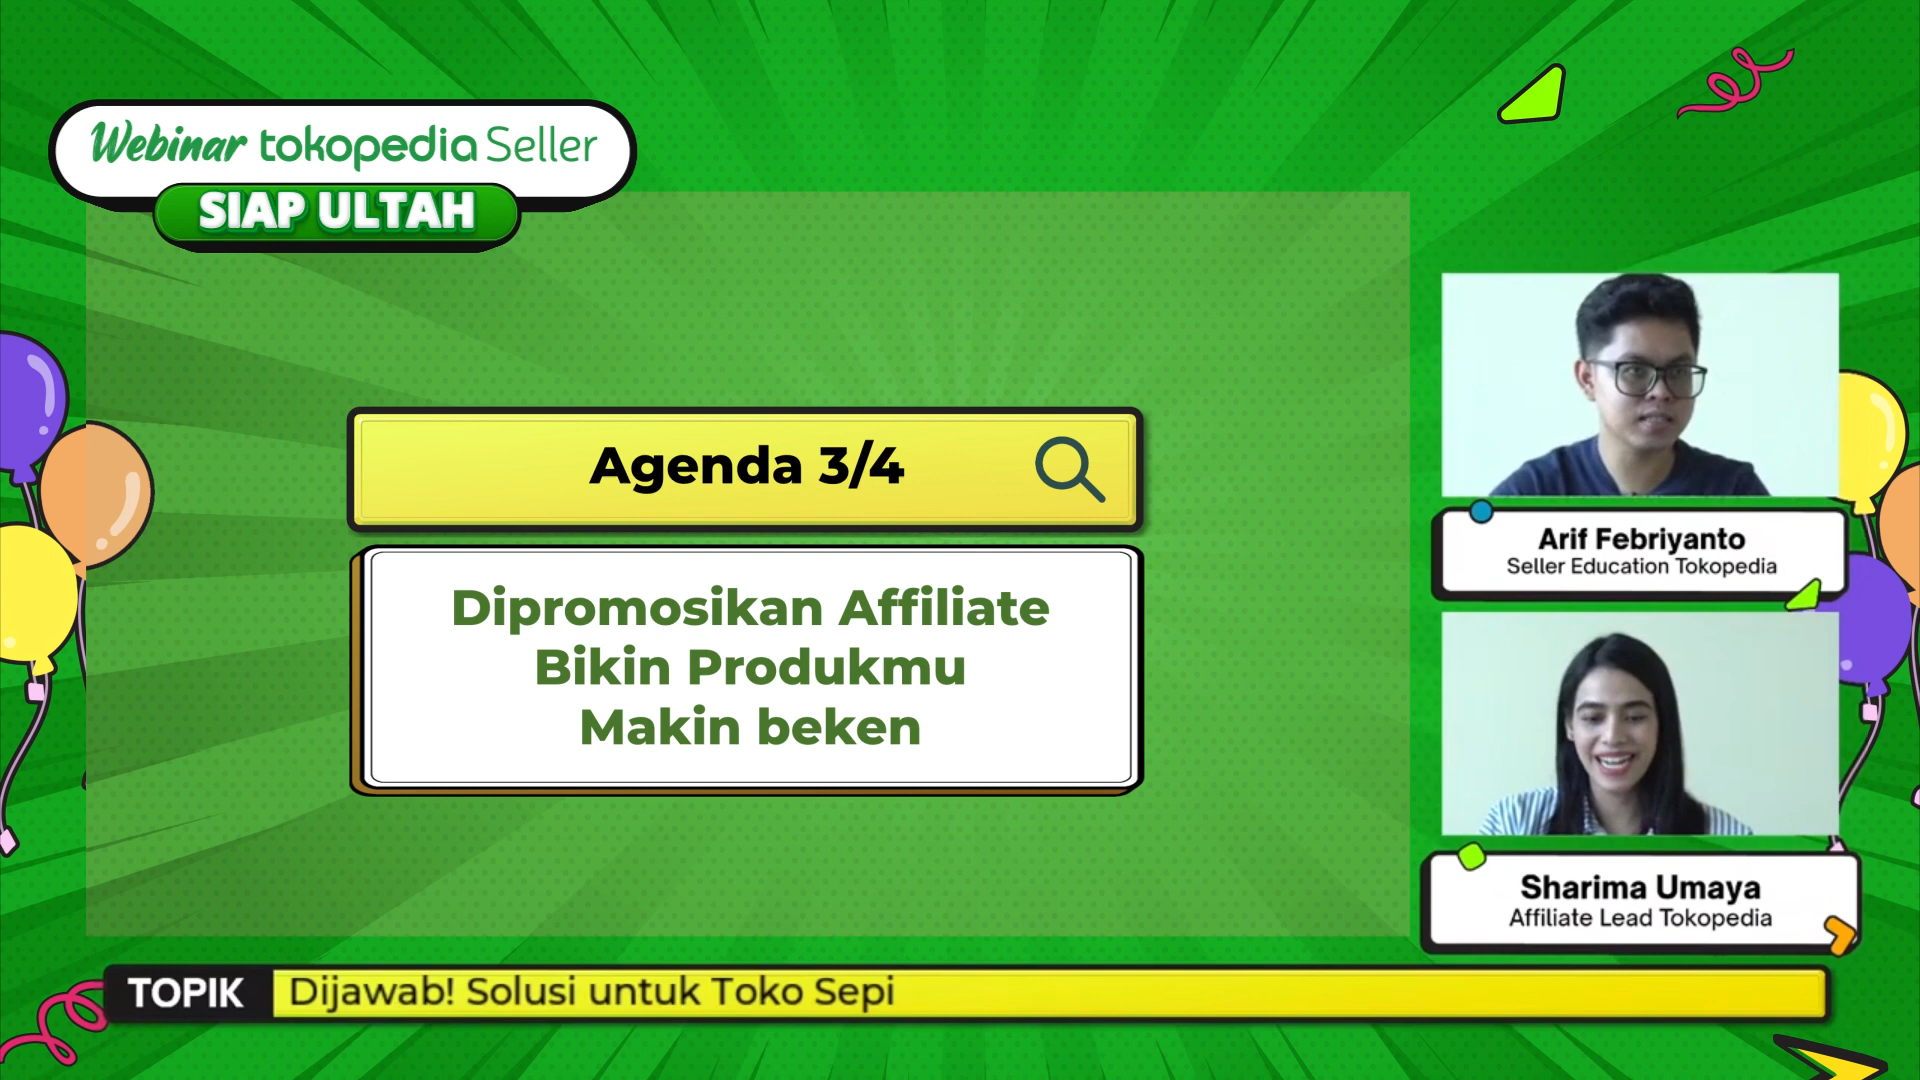 Webinar tokopedia Seller
SIAP ULTAH
Agenda 3/4
Dipromosikan Affiliate
Bikin Produkmu
Makin beken
Arif Febriyanto
Seller Education Tokopedia
Sharima Umaya
Affiliate Lead Tokopedia
TOPIK Dijawab! Solusi untuk Toko Sepi